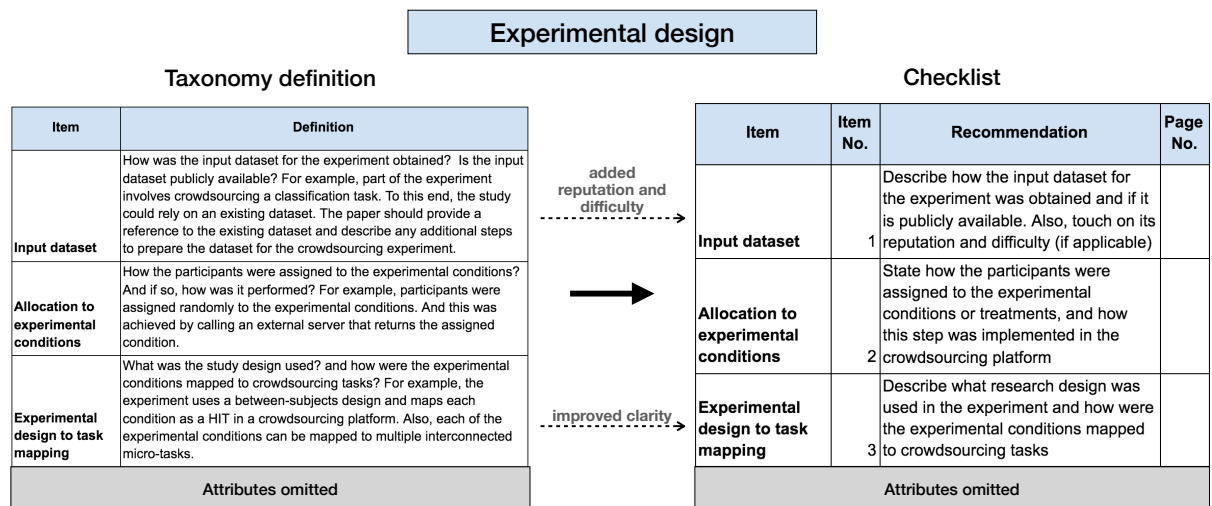 Experimental design
Taxonomy definition
Item
Definition
How was the input dataset for the experiment obtained?  Is the input
dataset publicly available? For example, part of the experiment
involves crowdsourcing a classification task. To this end, the study
could rely on an existing dataset. The paper should provide a
reference to the existing dataset and describe any additional steps
Input dataset
to prepare the dataset for the crowdsourcing experiment.
How the participants were assigned to the experimental conditions?
And if so, how was it performed? For example, participants were
assigned randomly to the experimental conditions. And this was
achieved by calling an external server that returns the assigned
condition.
Allocation to
experimental
conditions
What was the study design used? and how were the experimental
conditions mapped to crowdsourcing tasks? For example, the
experiment uses a between-subjects design and maps each
condition as a HIT in a crowdsourcing platform. Also, each of the
experimental conditions can be mapped to multiple interconnected
micro-tasks.
Experimental
design to task
mapping
Attributes omitted
added
reputation and
difficulty
improved clarity
Checklist
Item
Item
No.
Recommendation
Page
No.
Input dataset
1
Describe how the input dataset for
the experiment was obtained and if it
is publicly available. Also, touch on its
reputation and difficulty (if applicable)
Allocation to
experimental
conditions
2
State how the participants were
assigned to the experimental
conditions or treatments, and how
this step was implemented in the
crowdsourcing platform
Experimental
design to task
mapping
3
Describe what research design was
used in the experiment and how were
the experimental conditions mapped
to crowdsourcing tasks
Attributes omitted